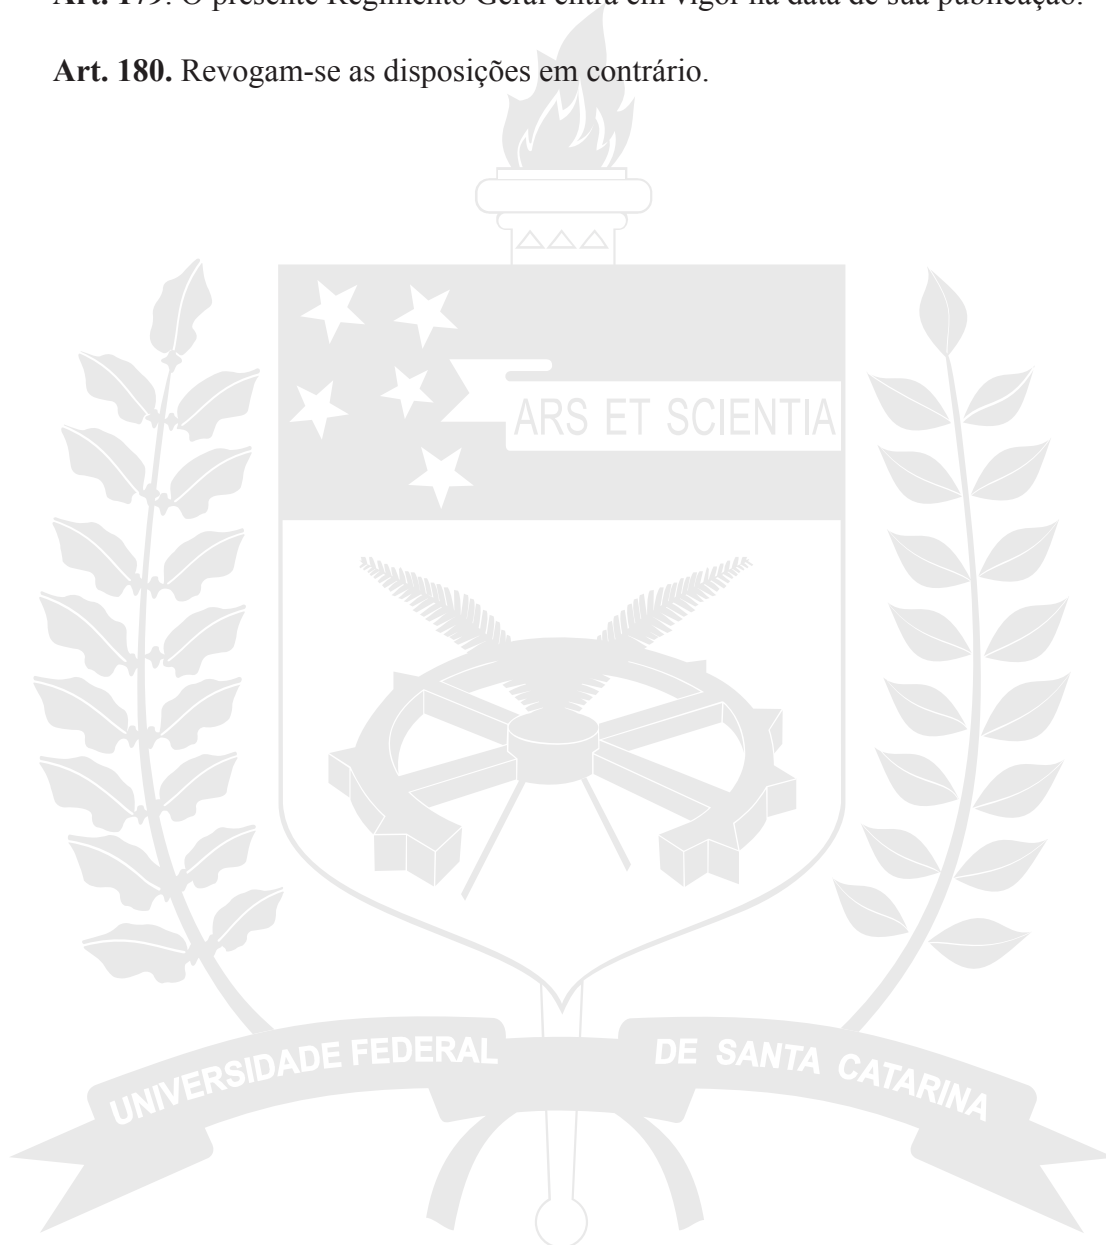 Art. 179. O presente Regimento Geral entra em vigor na data de sua publicação.
Art. 180. Revogam-se as disposições em contrário.
ARS ET SCIENTIA
UNIVERSIDADE FEDERAL DE SANTA CATARINA